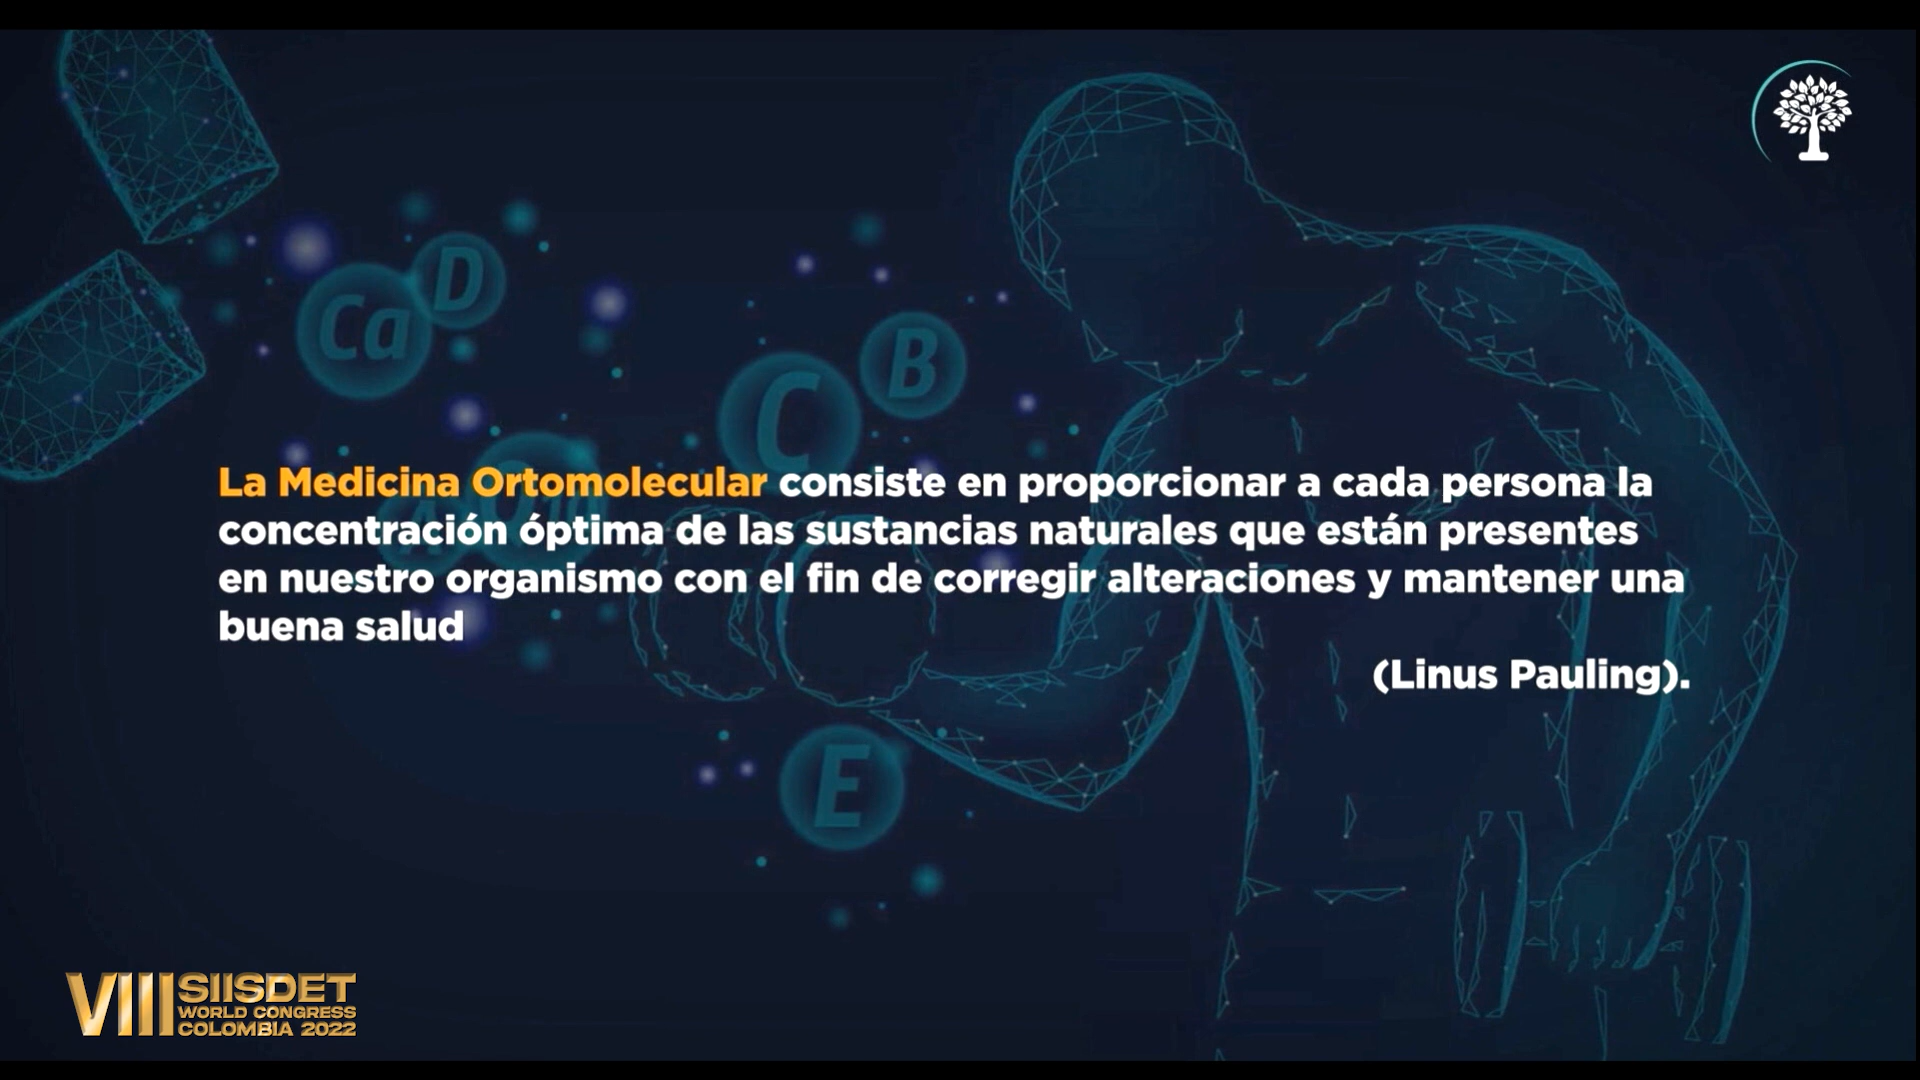 Ca
D
C
B
La Medicina Ortomolecular consiste en proporcionar a cada persona la
concentración óptima de las sustancias naturales que están presentes
en nuestro organismo con el fin de corregir alteraciones y mantener una
buena salud
(Linus Pauling).
E
VIII SIISDET
WORLD CONGRESS
COLOMBIA 2022